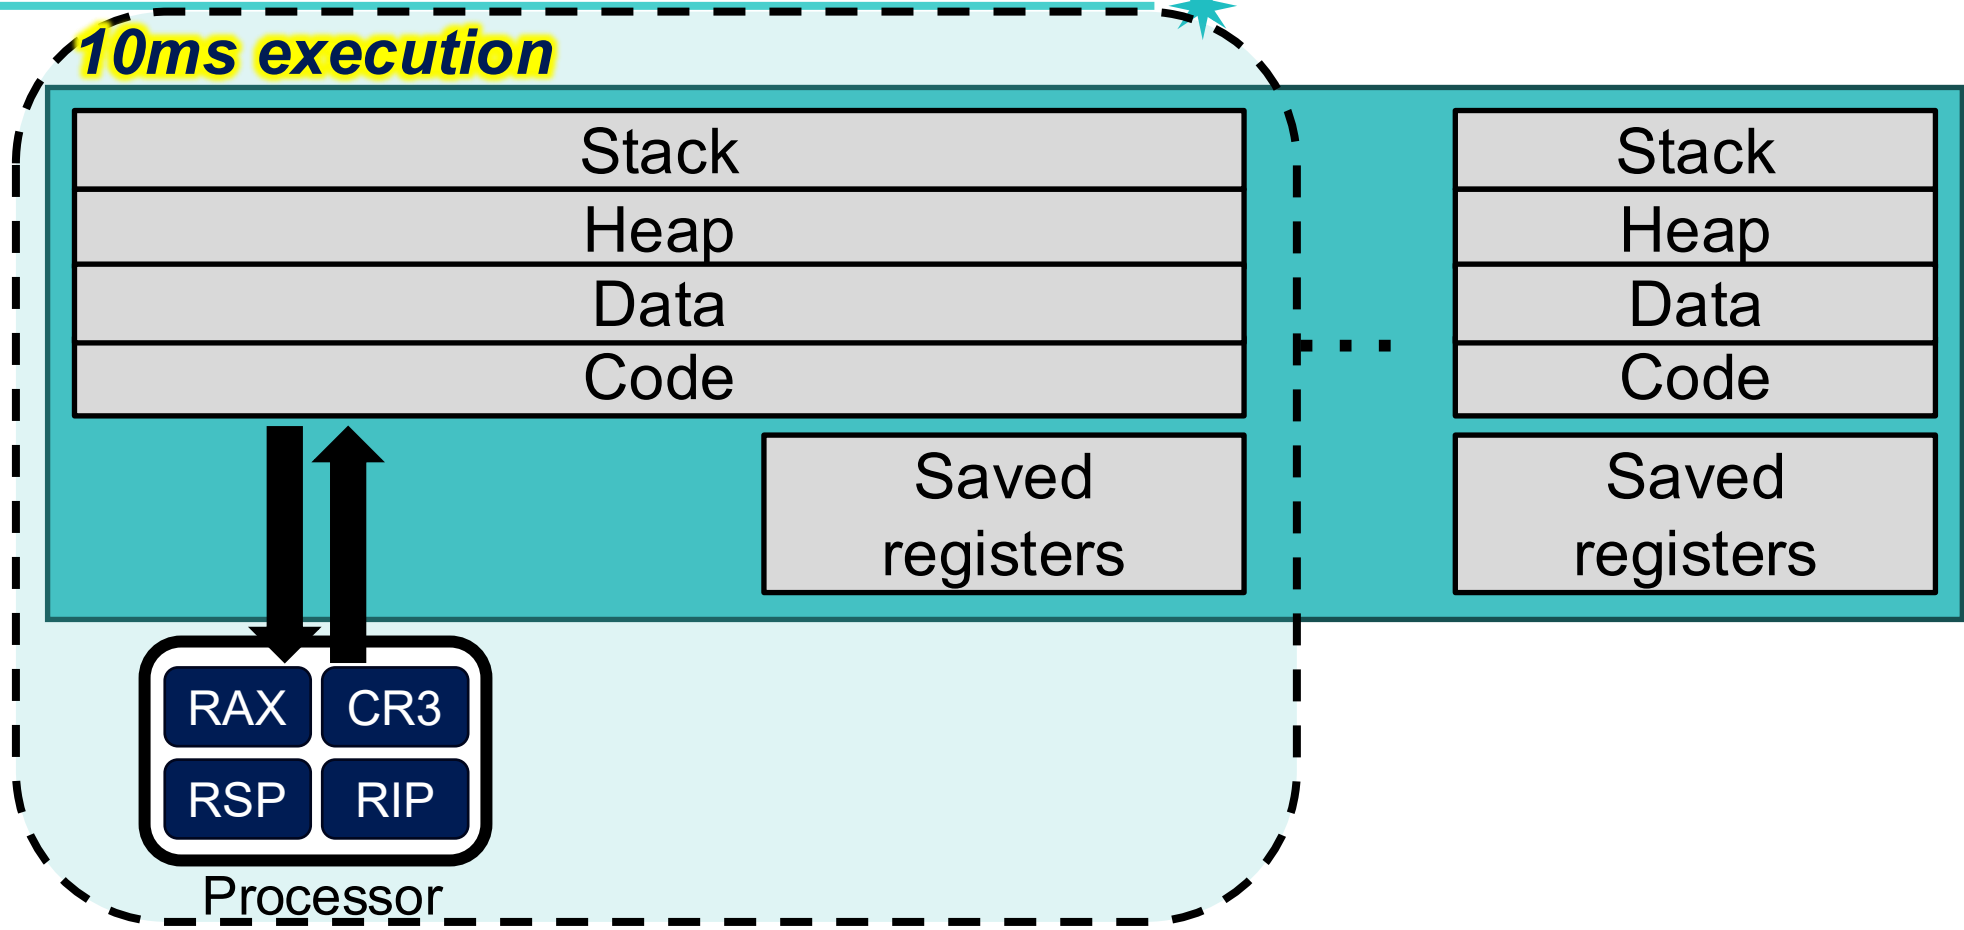 10ms execution
Stack
Heap
Data
Code
Saved
registers
...
Stack
Heap
Data
Code
Saved
registers
RAX
CR3
RSP
RIP
Processor